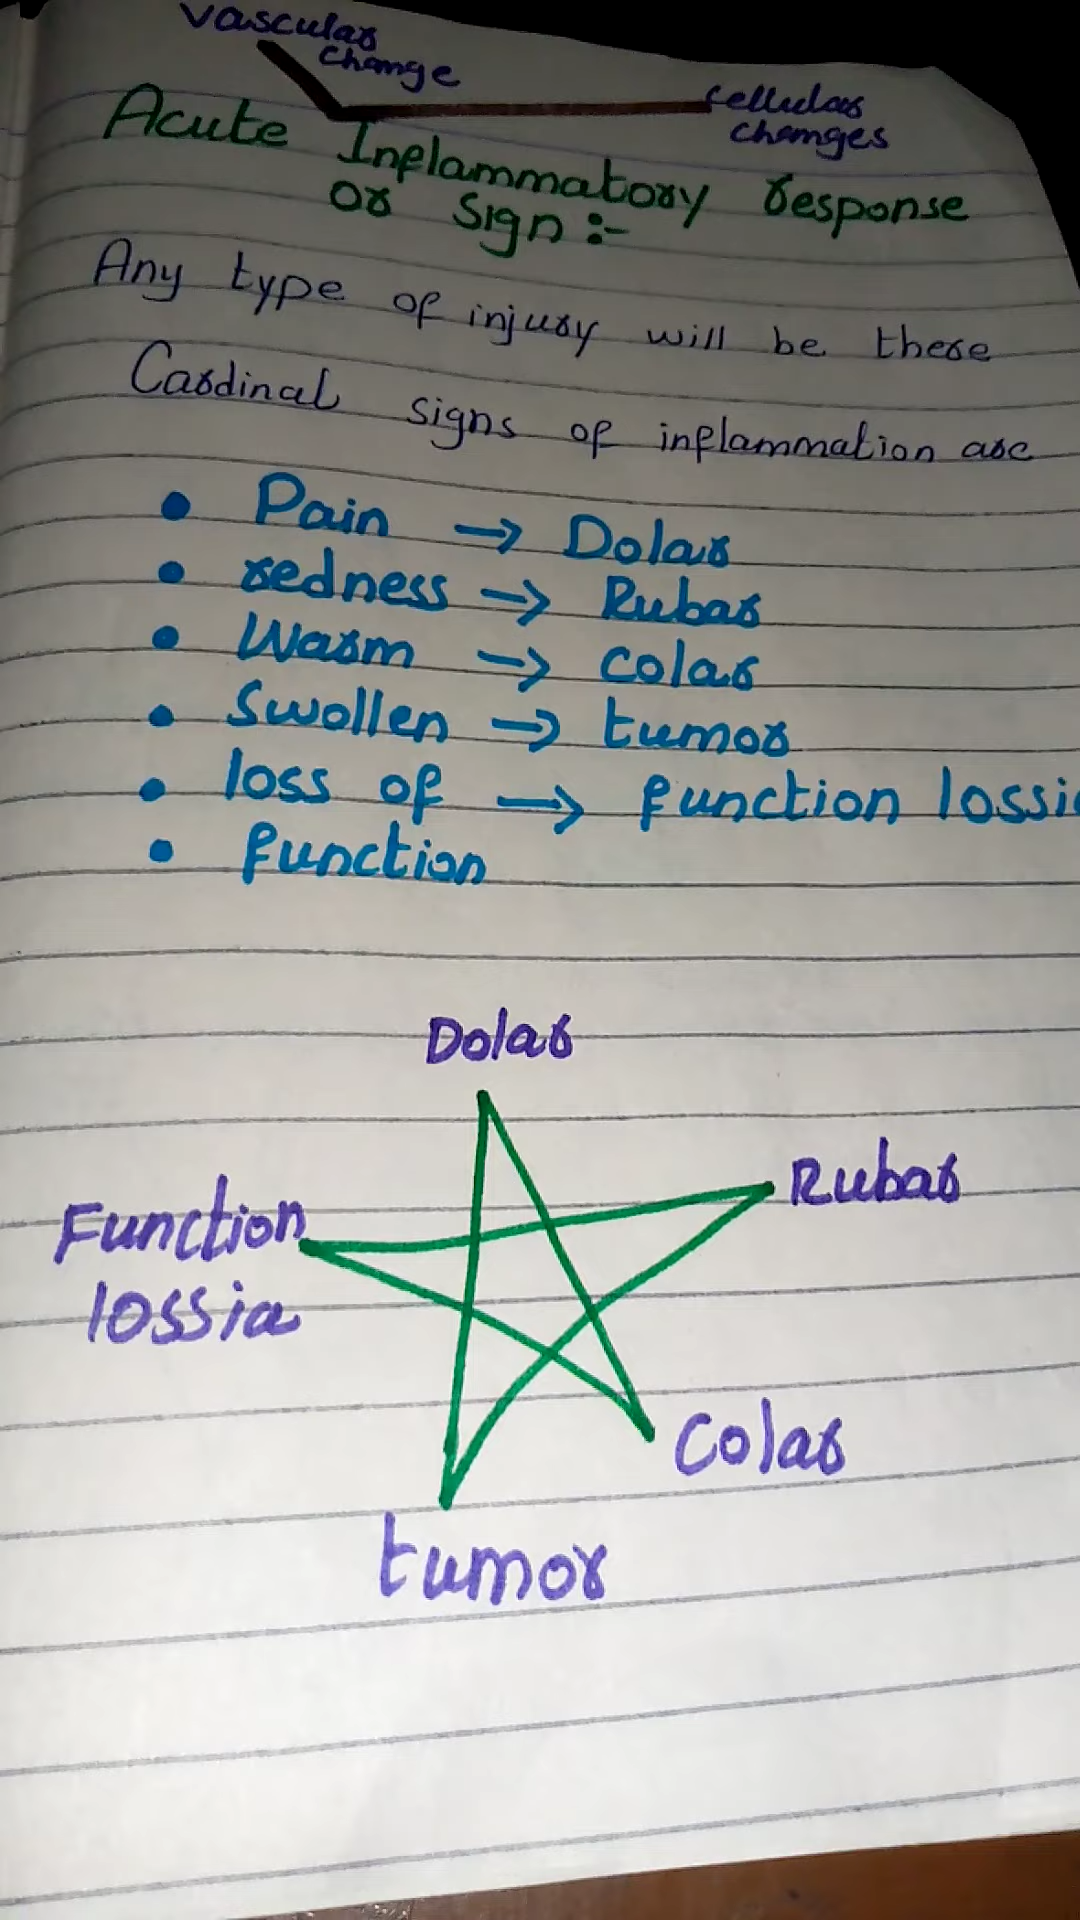 Vascular
change
Cellular
changes
Acute Inflammatory response
or Sign :-
Any type of injury will be there
Cardinal signs of inflammation are
• Pain → Dolar
• redness → Rubar
• Warm → Colar
• Swollen → tumor
• loss of → function lossia
• function
Dolar
Rubar
Function
lossia
Colar
tumor